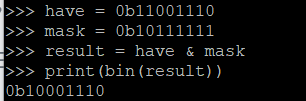 >>> have = 0b11001110
>>> mask = 0b10111111
>>> result = have & mask
>>> print(bin(result))
0b10001110